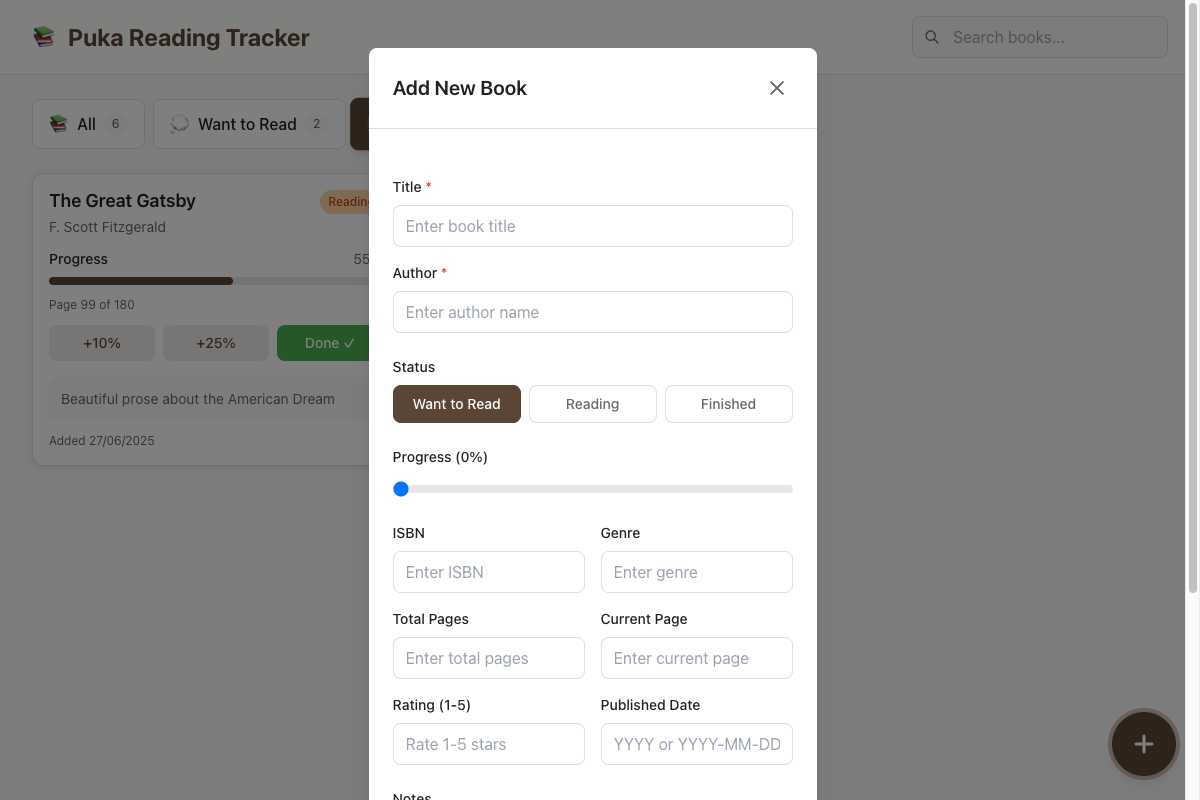 Puka Reading Tracker
Search books...
All 6
Want to Read 2
The Great Gatsby
Reading
F. Scott Fitzgerald
Progress
Page 99 of 180
+10%
+25%
Done ✓
Beautiful prose about the American Dream
Added 27/06/2025
Add New Book
Title *
Enter book title
Author *
Enter author name
Status
Want to Read
Reading
Finished
Progress (0%)
ISBN
Genre
Enter ISBN
Enter genre
Total Pages
Current Page
Enter total pages
Enter current page
Rating (1-5)
Published Date
Rate 1-5 stars
YYYY or YYYY-MM-DD
Notes